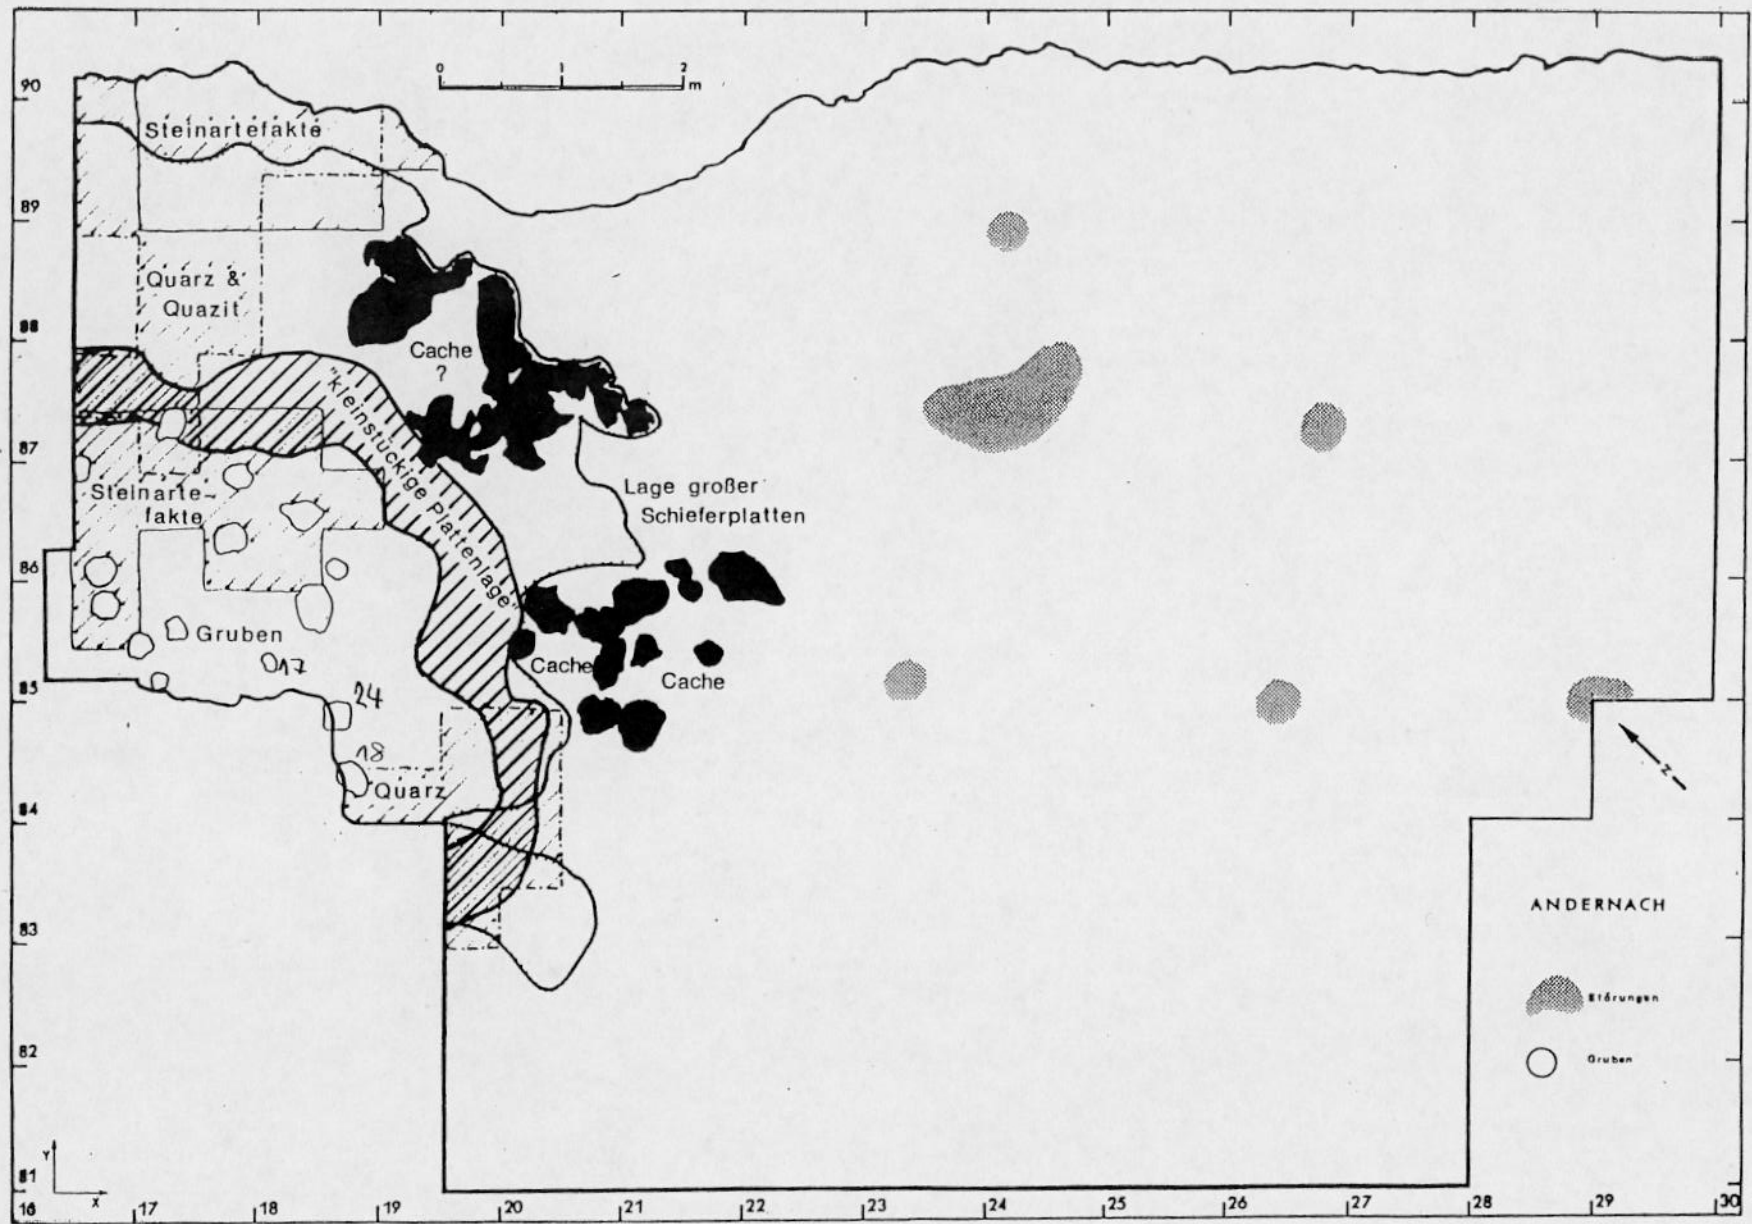 0 1 2 m
90
89
88
87
86
85
84
83
82
81
Steinartefakte
Quarz &
Quazit
Cache
?
"kleinstückige Plattenlage"
Lage großer
Schieferplatten
Steinarte-
fakte
Gruben
17
24
18
Quarz
Cache
Cache
Z
ANDERNACH
Störungen
Gruben
Y
X
16 17 18 19 20 21 22 23 24 25 26 27 28 29 30